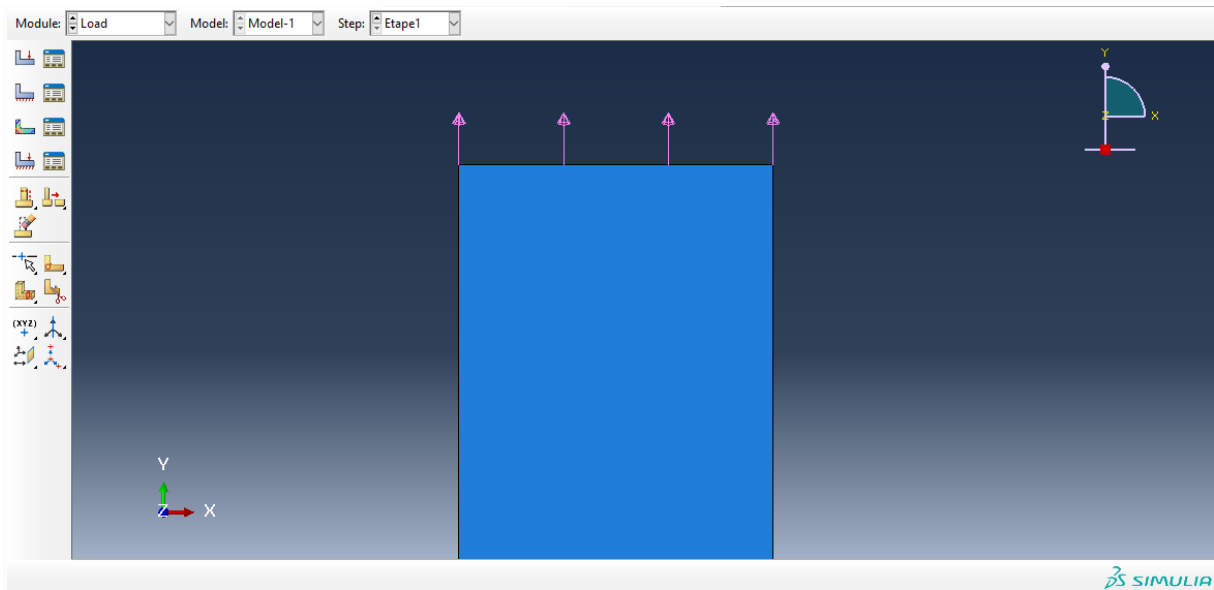 Module: Load Model: Model-1 Step: Etape1
Y
Z X
(XYZ)
Y
Z X
SIMULIA